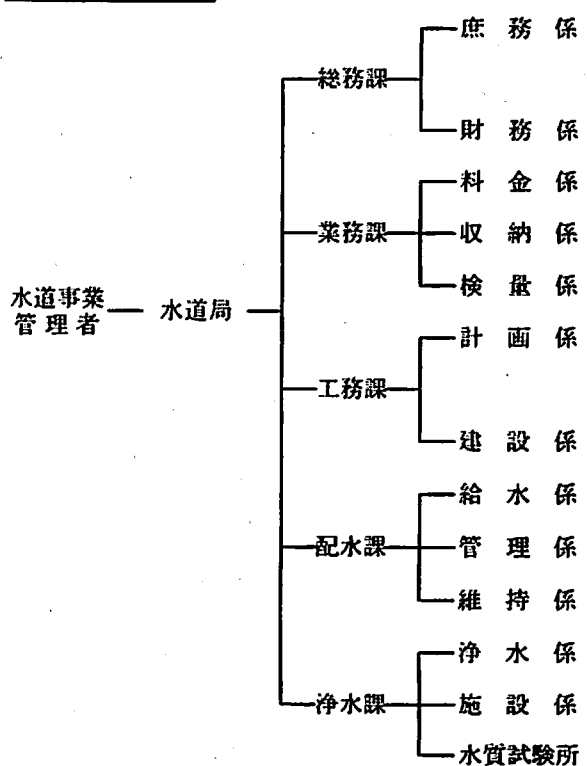 庶務係
総務課
財務係
料金係
業務課
収納係
検量係
水道事業
管理者
水道局
計画係
工務課
建設係
給水係
配水課
管理係
維持係
浄水係
浄水課
施設係
水質試験所